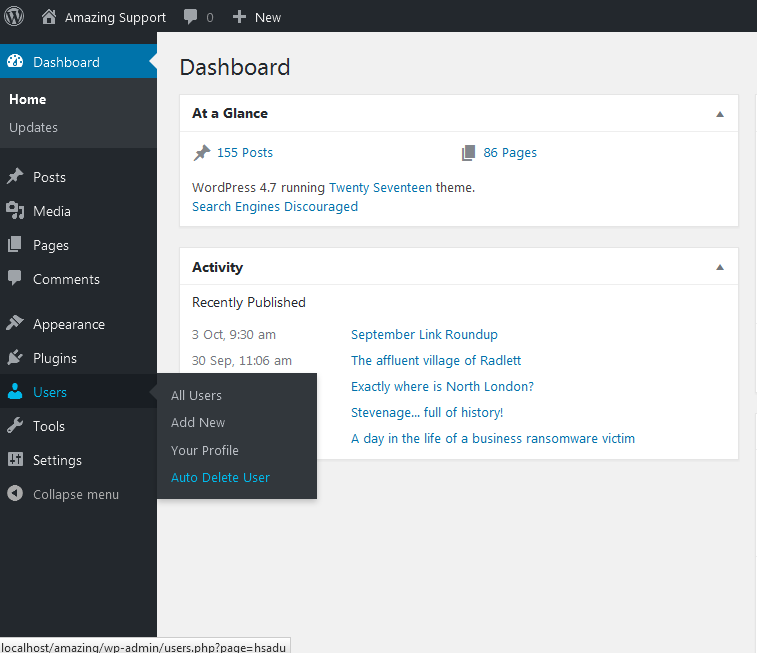 Amazing Support 0 New
Dashboard
Home
Updates
Posts
Media
Pages
Comments
Appearance
Plugins
Users
Tools
Settings
Collapse menu
All Users
Add New
Your Profile
Auto Delete User
Dashboard
At a Glance
155 Posts 86 Pages
WordPress 4.7 running Twenty Seventeen theme.
Search Engines Discouraged
Activity
Recently Published
3 Oct, 9:30 am September Link Roundup
30 Sep, 11:06 am The affluent village of Radlett
Exactly where is North London?
Stevenage... full of history!
A day in the life of a business ransomware victim
localhost/amazing/wp-admin/users.php?page=hsadu